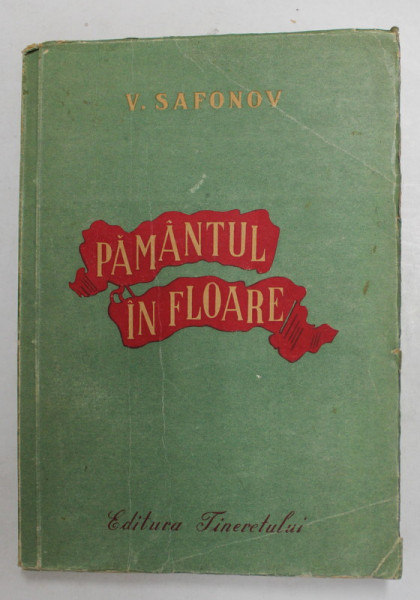 V. SAFONOV
PĂMÂNTUL
ÎN FLOARE
Editura Tineretului